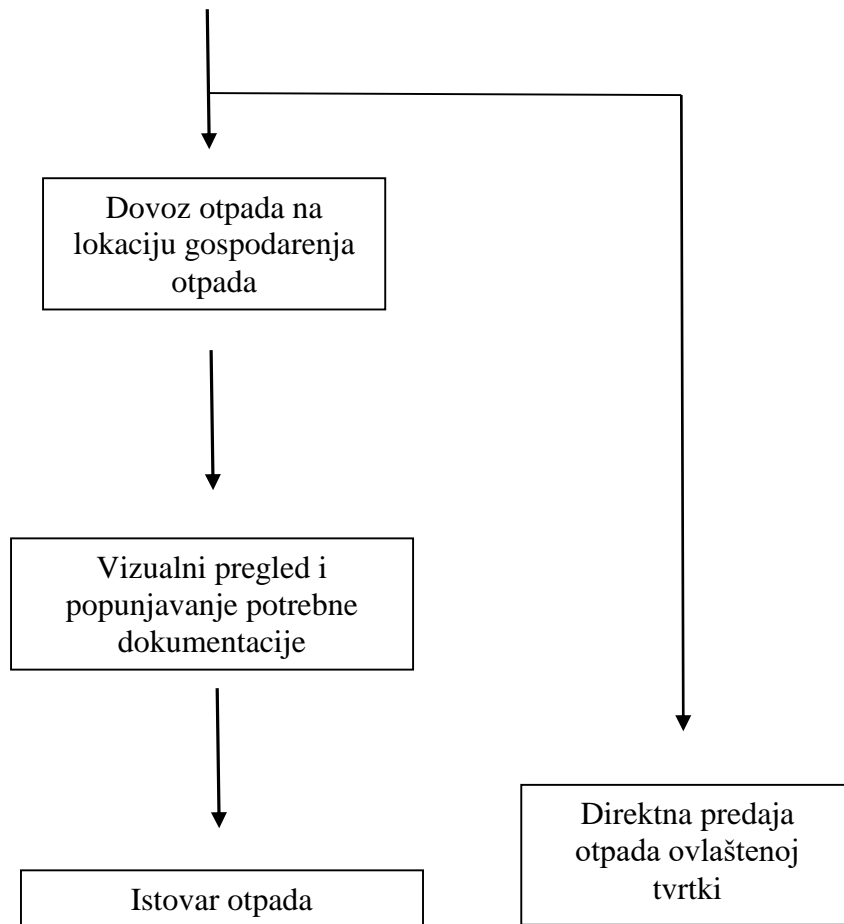 Dovoz otpada na
lokaciju gospodarenja
otpada
Vizualni pregled i
popunjavanje potrebne
dokumentacije
Istovar otpada
Direktna predaja
otpada ovlaštenoj
tvrtki